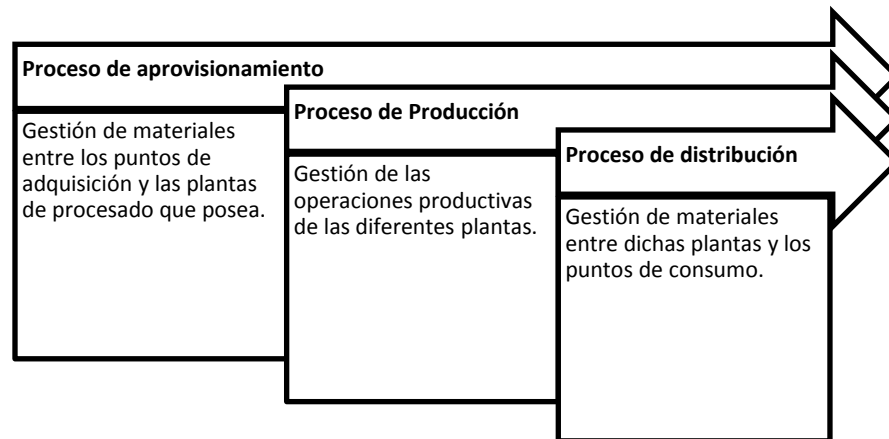 Proceso de aprovisionamiento
Gestión de materiales
entre los puntos de
adquisición y las plantas
de procesado que posea.
Proceso de Producción
Gestión de las
operaciones productivas
de las diferentes plantas.
Proceso de distribución
Gestión de materiales
entre dichas plantas y los
puntos de consumo.